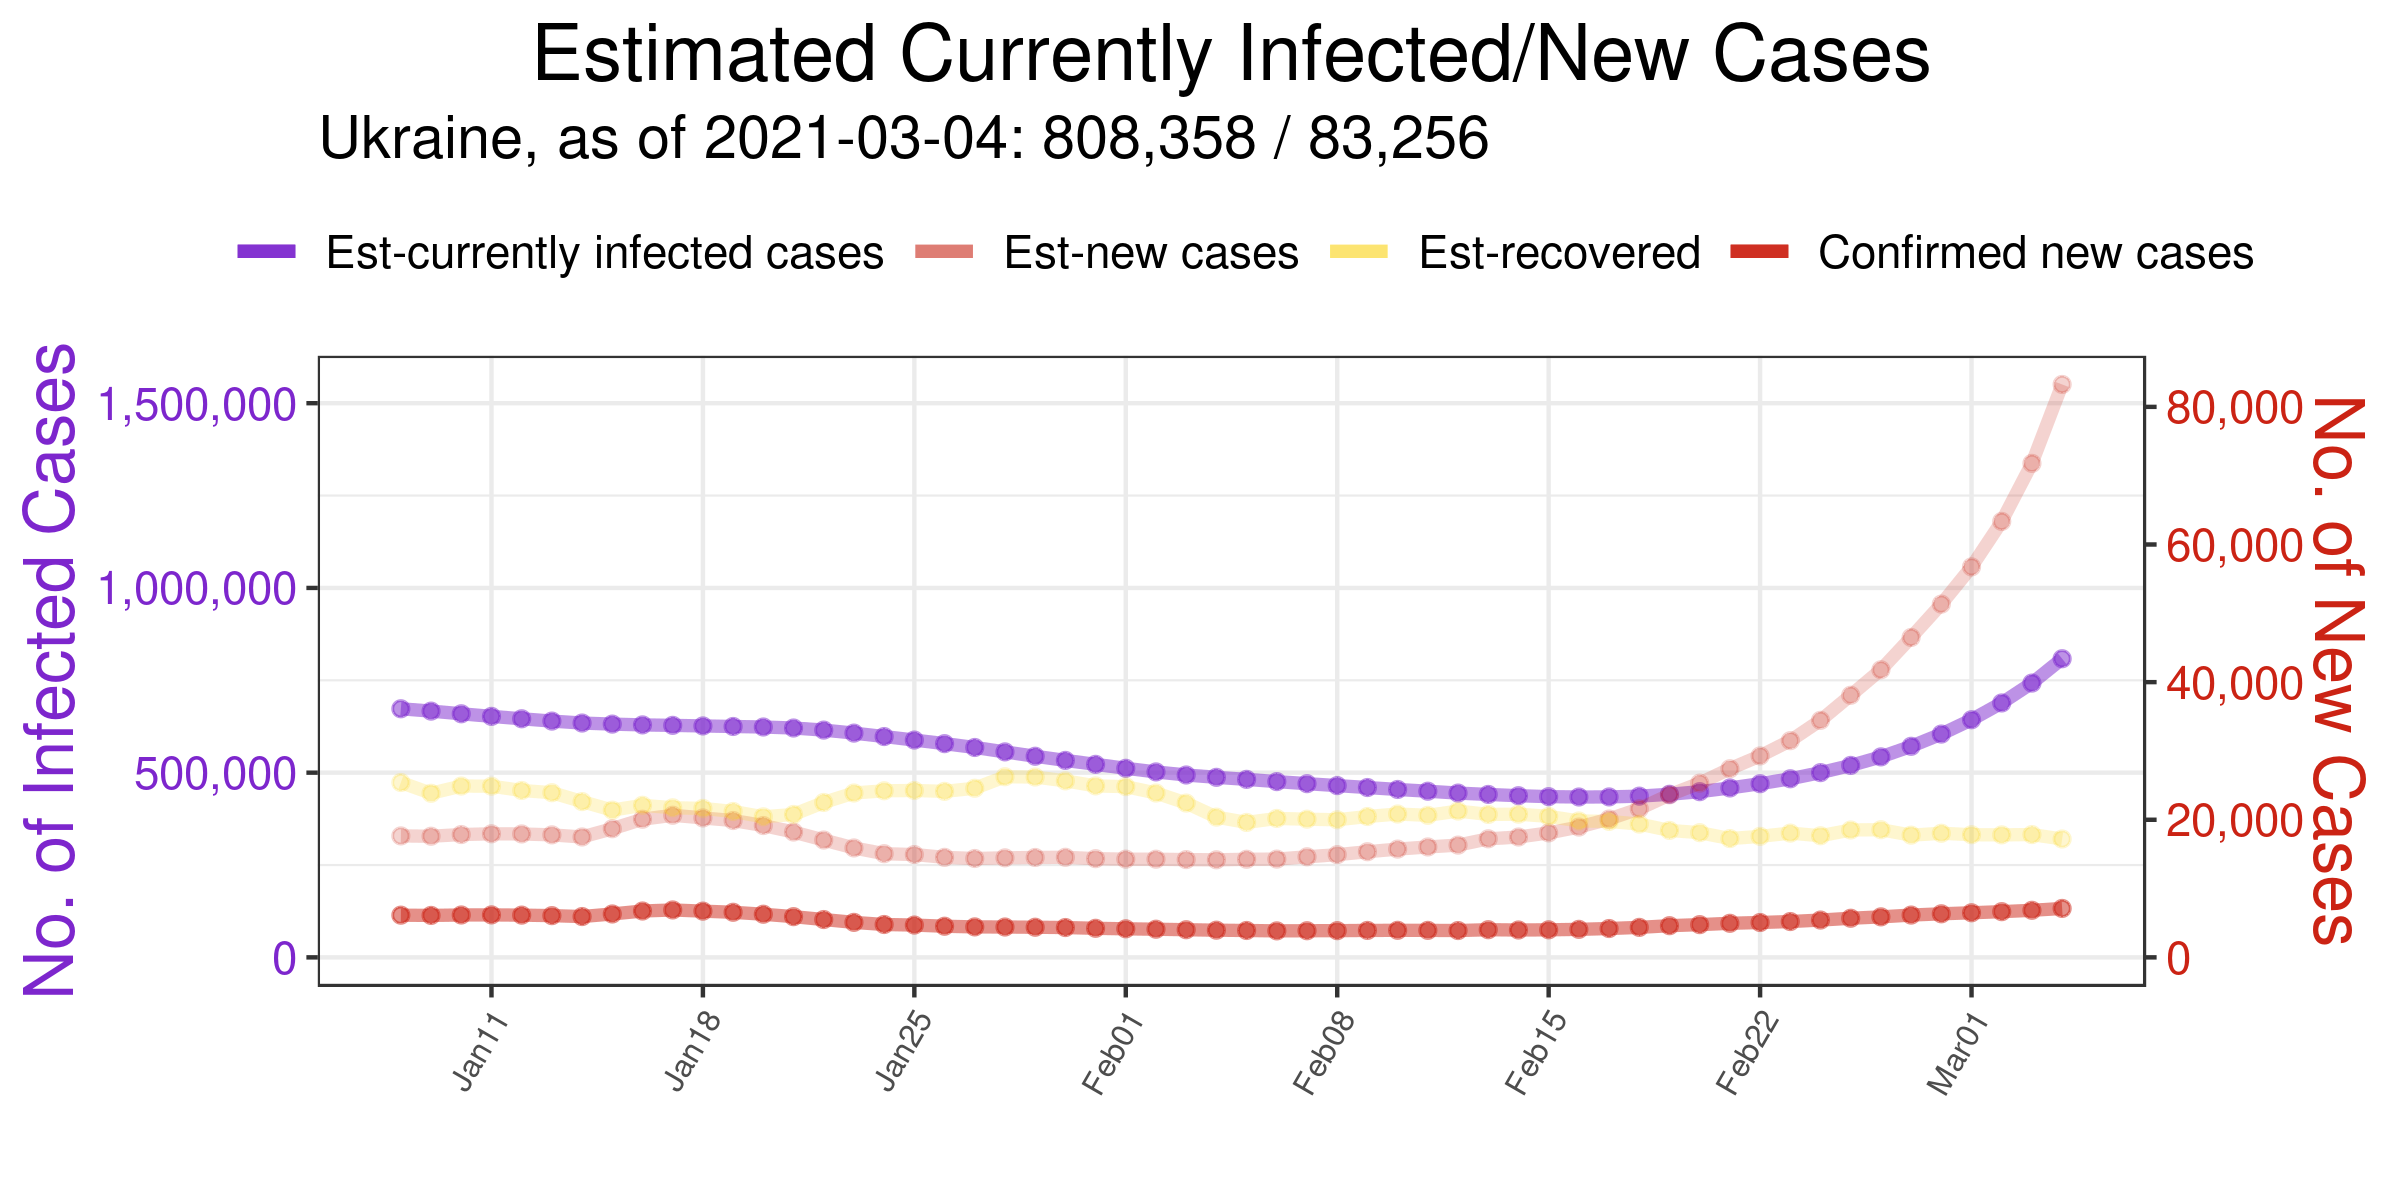 Estimated Currently Infected/New Cases
Ukraine, as of 2021-03-04: 808,358 / 83,256
Est-currently infected cases Est-new cases Est-recovered Confirmed new cases
No. of Infected Cases
1,500,000
1,000,000
500,000
0
80,000
60,000
40,000
20,000
0
No. of New Cases
Jan11 Jan18 Jan25 Feb01 Feb08 Feb15 Feb22 Mar01